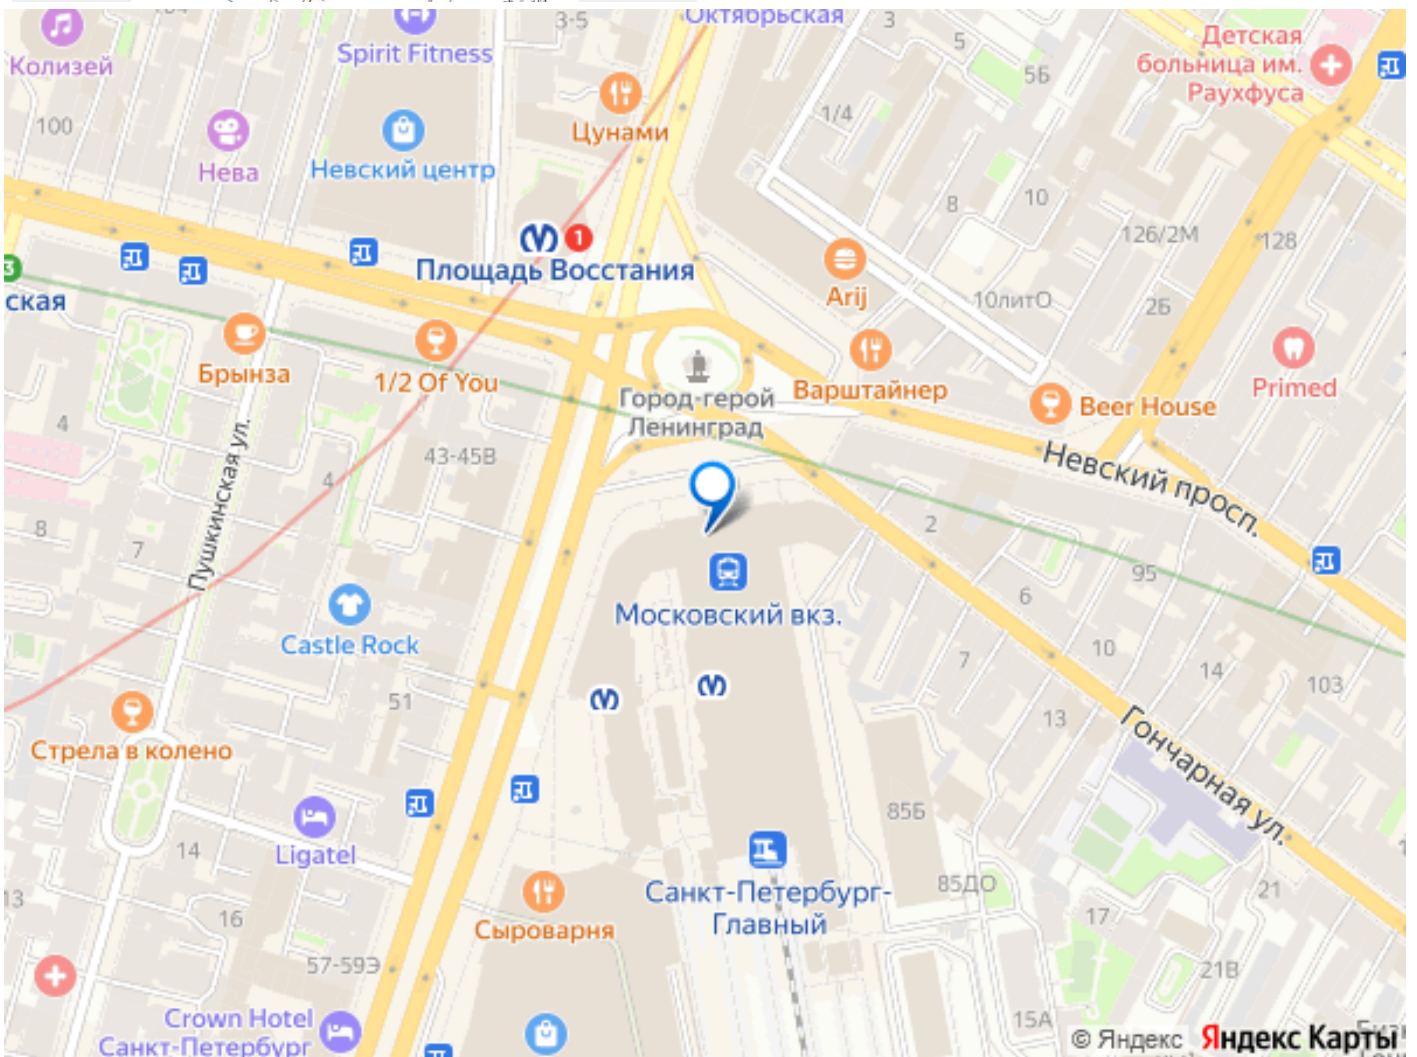 Октябрьская
3-5
3
5
Детская
больница им.
Раухфуса
Колизей
Spirit Fitness
5Б
100
Цунами
1/4
Нева
Невский центр
8
10
126/2М
128
1
Площадь Восстания
3
ская
Arij
10литО
2Б
Брынза
1/2 Of You
Город-герой
Ленинград
Варштайнер
Beer House
Primed
4
Пушкинская ул.
43-45В
4
Невский просп.
8
7
2
95
6
Московский вкз.
Castle Rock
7
10
14
103
51
13
Гончарная ул.
Стрела в колено
85Б
14
Ligatel
Санкт-Петербург-
Главный
85ДО
21
13
16
17
Сыроварня
57-59Э
21В
Crown Hotel
Санкт-Петербург
15А
© Яндекс Яндекс Карты